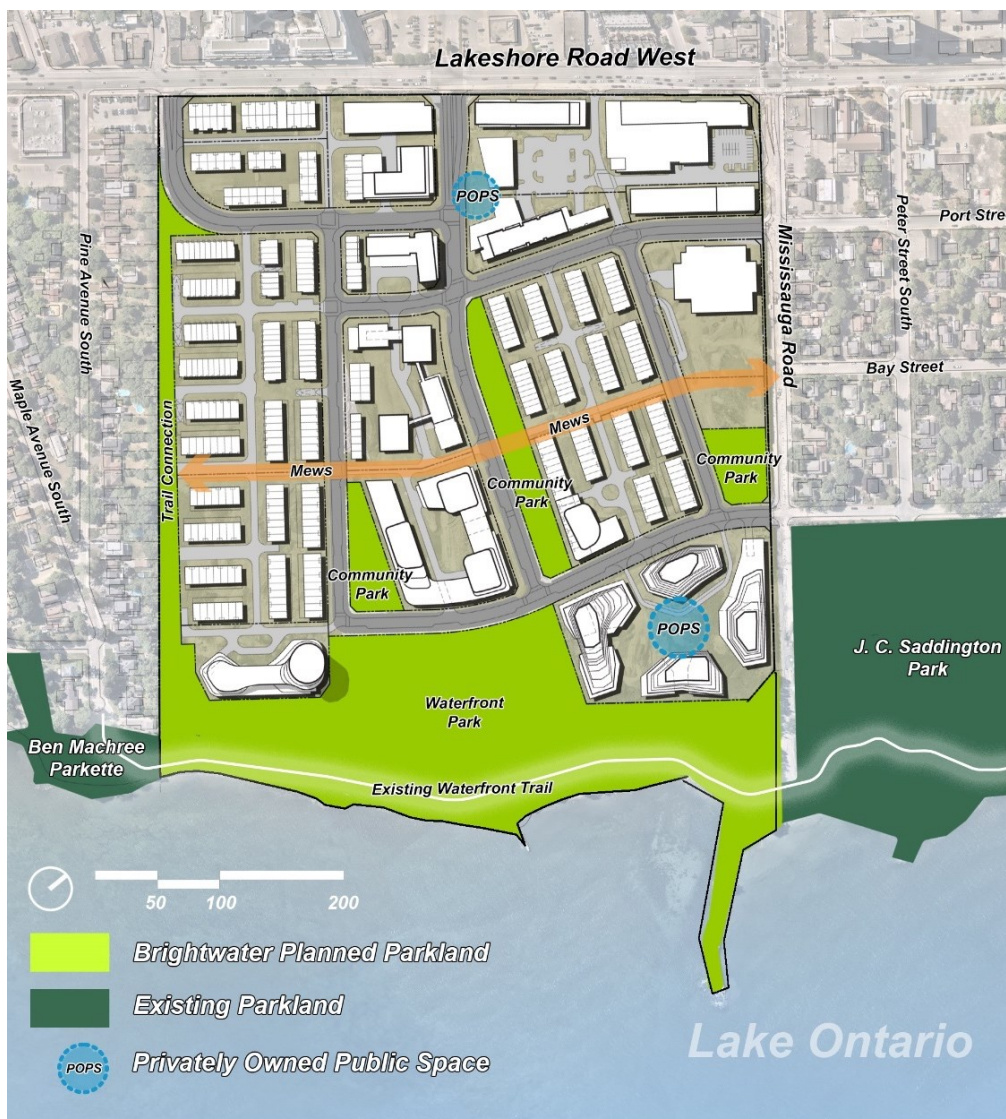 Lakeshore Road West
POPS
Port Stre
Peter Street South
Mississauga Road
Pine Avenue South
Bay Street
Maple Avenue South
Trail Connection
Mews
Mews
Community
Park
Community
Park
Community
Park
POPS
J. C. Saddington
Park
Waterfront
Park
Ben Machree
Parkette
Existing Waterfront Trail
50 100 200
Brightwater Planned Parkland
Existing Parkland
POPS Privately Owned Public Space
Lake Ontario